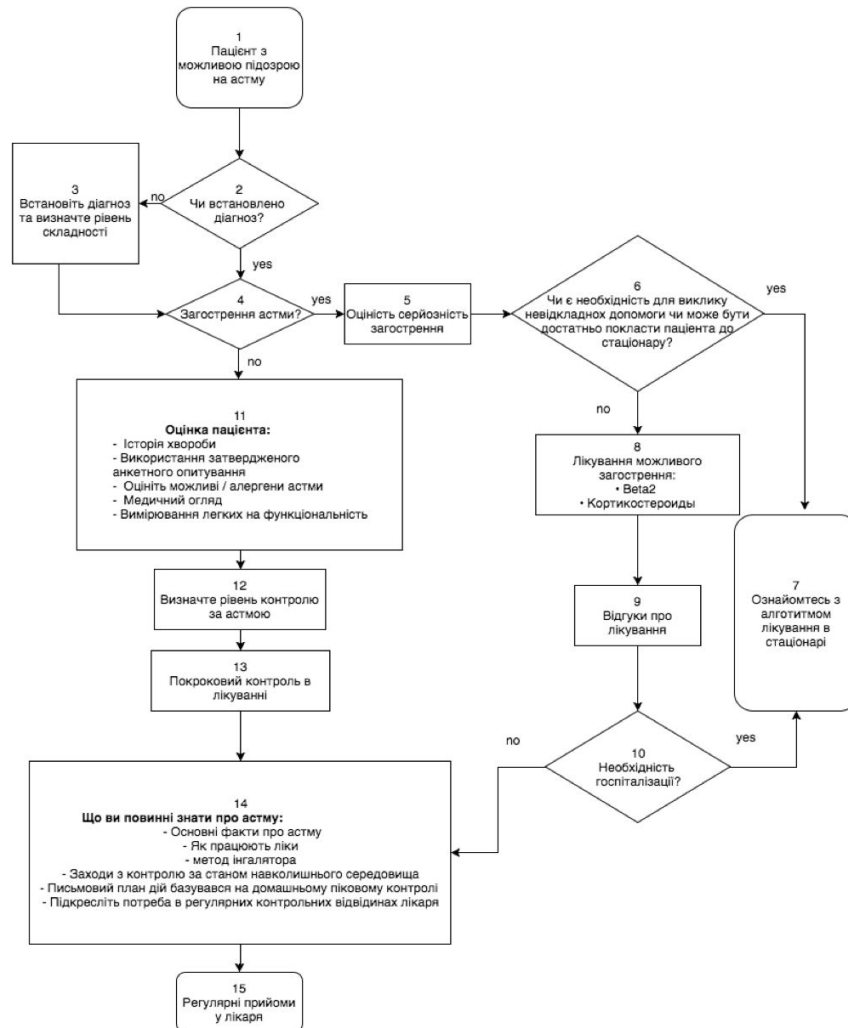 1
Пацієнт з
можливою підозрою
на астму
2
Чи встановлено
діагноз?
no
3
Встановіть діагноз
та визначте рівень
складності
yes
4
Загострення астми?
yes
5
Оцініść серйозність
загострення
6
Чи є необхідність для виклику
невідкладнох допомоги чи може бути
достатньо покласти пацієнта до
стаціонару?
yes
no
no
11
Оцінка пацієнта:
- Історія хвороби
- Використання затвердженого
анкетного опитування
- Оцініть можливі / алергени астми
- Медичний огляд
- Вимірювання легких на функціональність
8
Лікування можливого
загострення:
• Beta2
• Кортикостероиды
12
Визначте рівень контролю
за астмою
9
Відгуки про
лікування
7
Ознайомтесь з
алготитмом
лікування в
стаціонарі
13
Покроковий контроль в
лікуванні
10
Необхідність
госпіталізації?
no
yes
14
Що ви повинні знати про астму:
- Основні факти про астму
- Як працюють ліки
- метод інгалятора
- Заходи з контролю за станом навколишнього середовища
- Письмовий план дій базувався на домашньому піковому контролі
- Підкресліть потреба в регулярних контрольних відвідинах лікаря
15
Регулярні прийоми
у лікаря